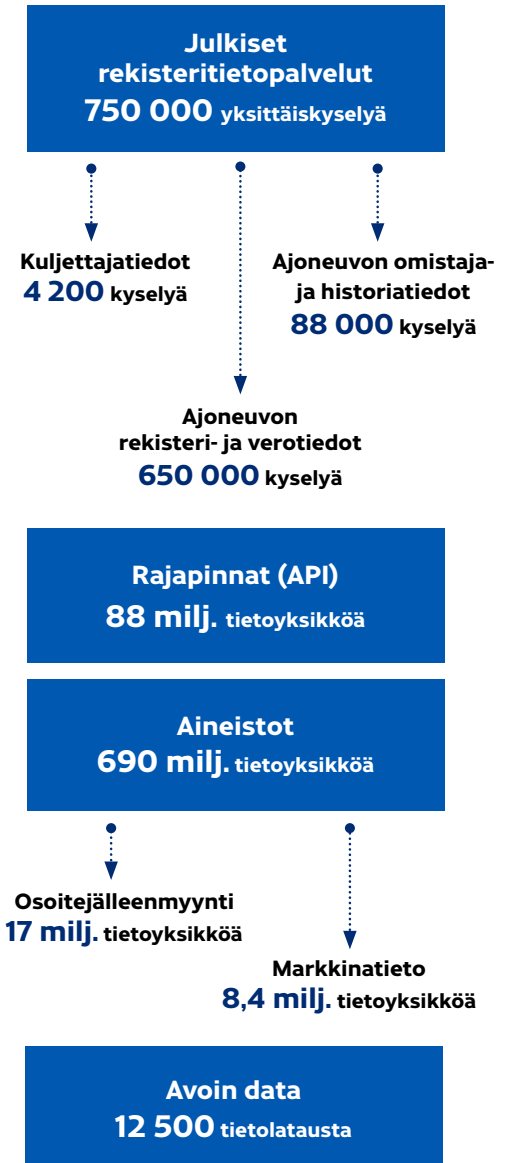 Julkiset
rekisteritietopalvelut
750 000 yksittäiskyselyä
Kuljettajatiedot
4 200 kyselyä
Ajoneuvon omistaja-
ja historiatiedot
88 000 kyselyä
Ajoneuvon
rekisteri- ja verotiedot
650 000 kyselyä
Rajapinnat (API)
88 milj. tietoyksikköä
Aineistot
690 milj. tietoyksikköä
Osoitejälleenmyynti
17 milj. tietoyksikköä
Markkinatieto
8,4 milj. tietoyksikköä
Avoin data
12 500 tietolatausta